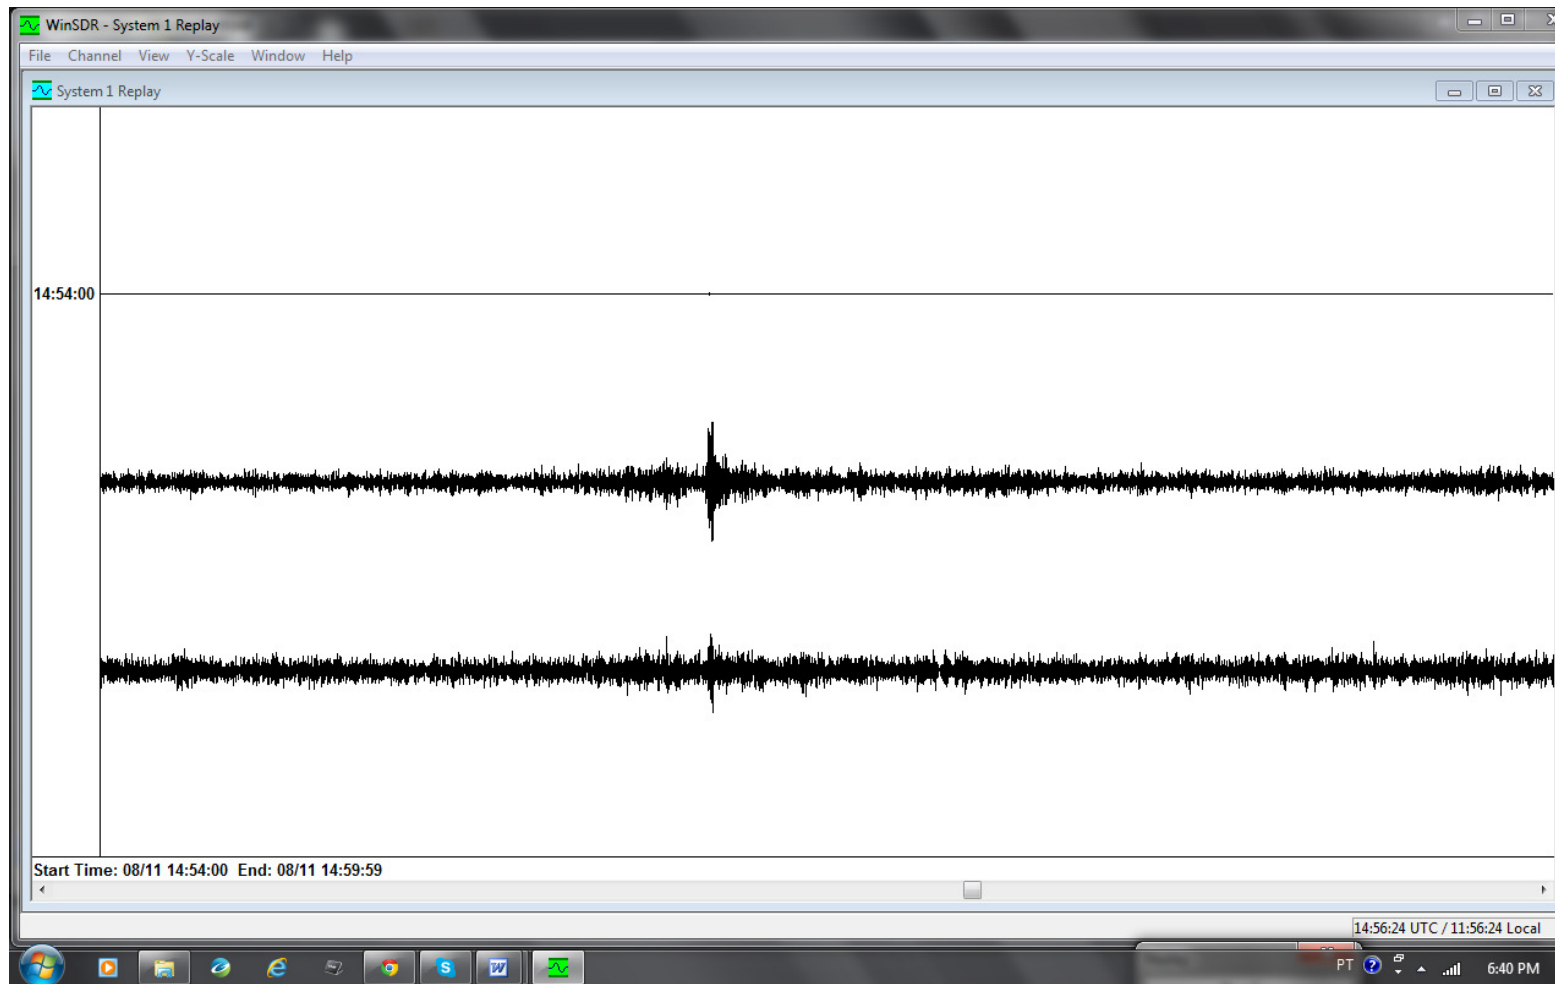 WinSDR - System 1 Replay
File Channel View Y-Scale Window Help
System 1 Replay
14:54:00
Start Time: 08/11 14:54:00 End: 08/11 14:59:59
14:56:24 UTC / 11:56:24 Local
PT
6:40 PM